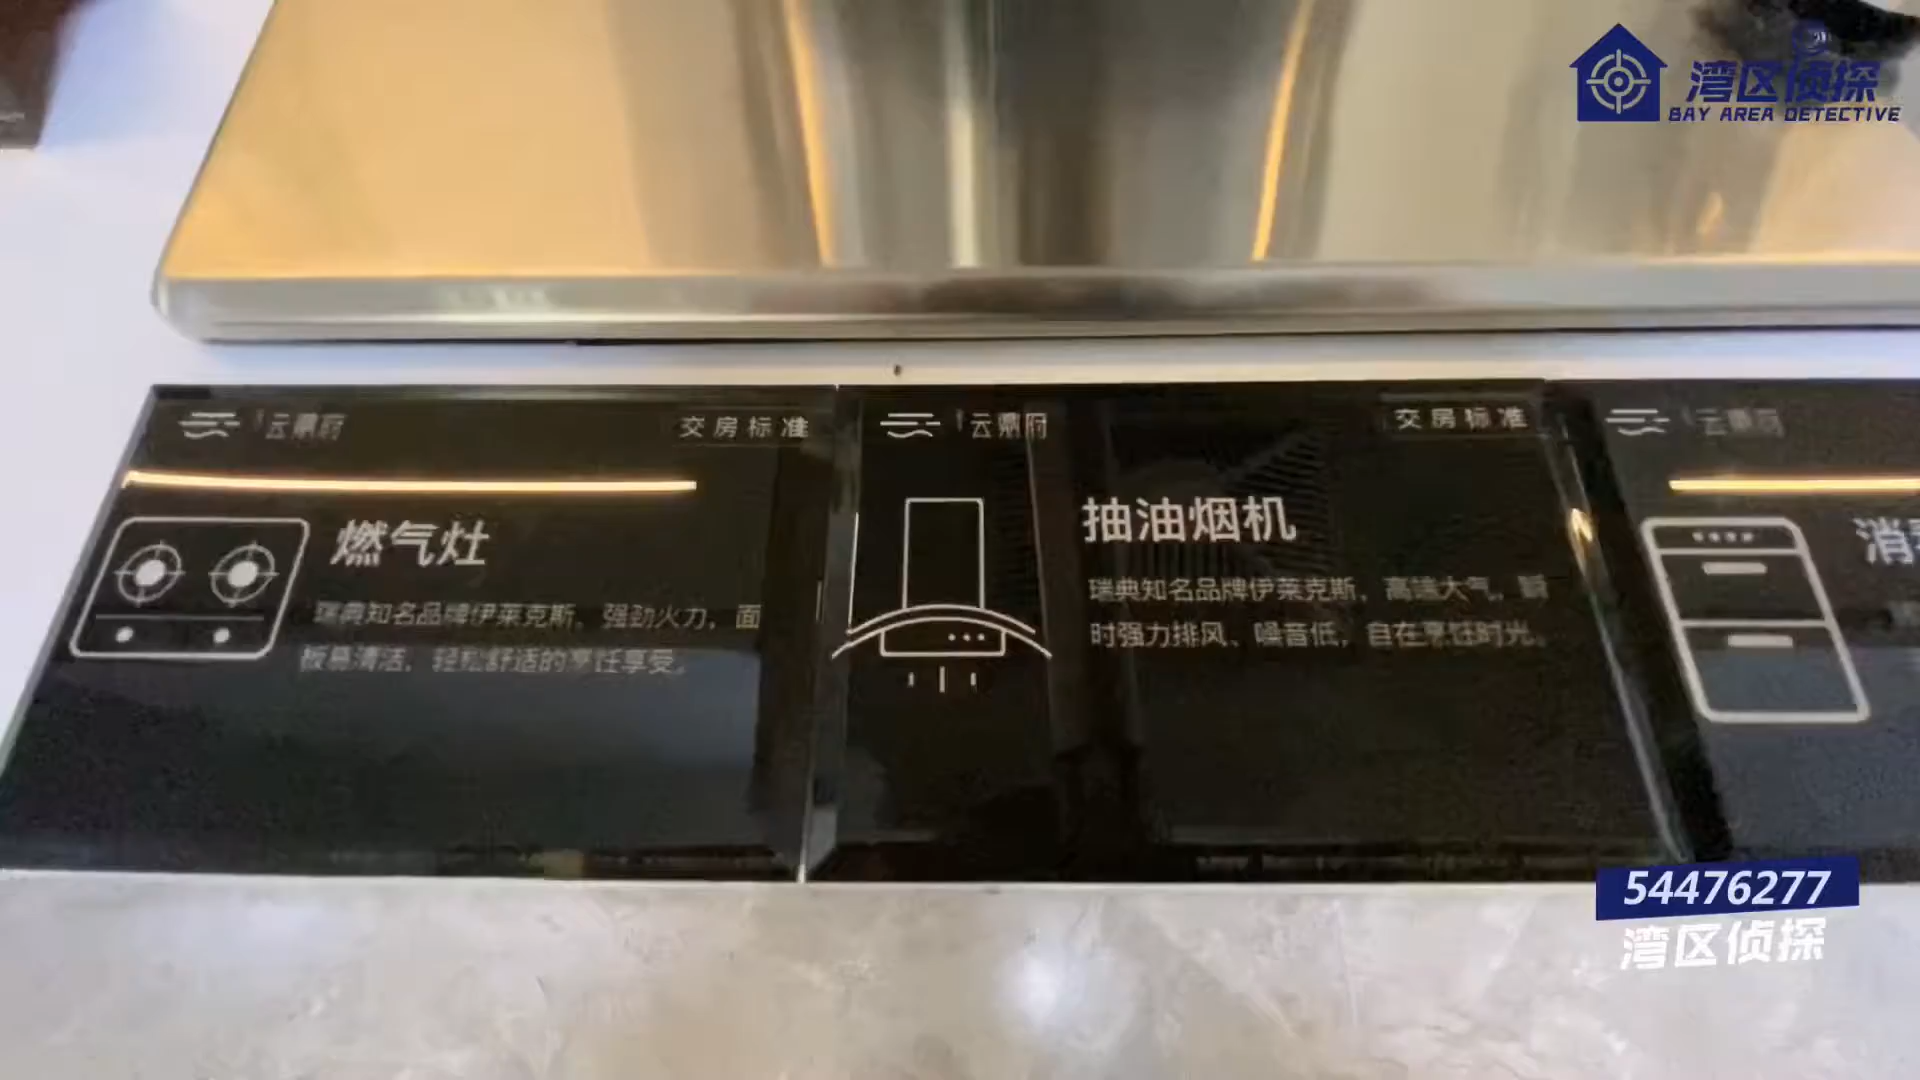 湾区侦探
BAY AREA DETECTIVE
云鼎府
交房标准
燃气灶
瑞典知名品牌伊莱克斯、强劲火力，面
板易清洁，轻松舒适的烹饪享受。
云鼎府
交房标准
抽油烟机
瑞典知名品牌伊莱克斯、高端大气，瞬
时强力排风、噪音低，自在烹饪时光。
云鼎府
消
54476277
湾区侦探